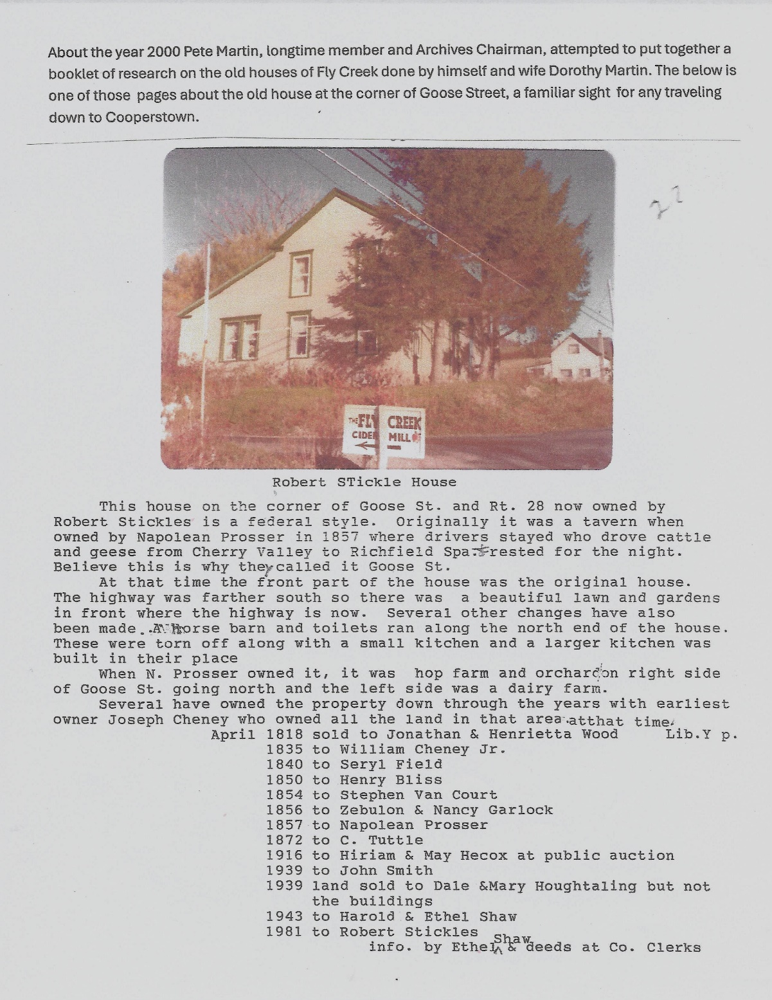 About the year 2000 Pete Martin, longtime member and Archives Chairman, attempted to put together a
booklet of research on the old houses of Fly Creek done by himself and wife Dorothy Martin. The below is
one of those pages about the old house at the corner of Goose Street, a familiar sight for any traveling
down to Cooperstown.
22
THE FLY CREEK
CIDER MILL
Robert STickle House
This house on the corner of Goose St. and Rt. 28 now owned by
Robert Stickles is a federal style. Originally it was a tavern when
owned by Napolean Prosser in 1857 where drivers stayed who drove cattle
and geese from Cherry Valley to Richfield Spa. rested for the night.
Believe this is why they called it Goose St.
At that time the front part of the house was the original house.
The highway was farther south so there was a beautiful lawn and gardens
in front where the highway is now. Several other changes have also
been made..A Horse barn and toilets ran along the north end of the house.
These were torn off along with a small kitchen and a larger kitchen was
built in their place
When N. Prosser owned it, it was hop farm and orchard on right side
of Goose St. going north and the left side was a dairy farm.
Several have owned the property down through the years with earliest
owner Joseph Cheney who owned all the land in that area atthat time.
April 1818 sold to Jonathan & Henrietta Wood Lib.Y p.
1835 to William Cheney Jr.
1840 to Seryl Field
1850 to Henry Bliss
1854 to Stephen Van Court
1856 to Zebulon & Nancy Garlock
1857 to Napolean Prosser
1872 to C. Tuttle
1916 to Hiriam & May Hecox at public auction
1939 to John Smith
1939 land sold to Dale &Mary Houghtaling but not
the buildings
1943 to Harold & Ethel Shaw
1981 to Robert Stickles
info. by Ethel Shaw & deeds at Co. Clerks